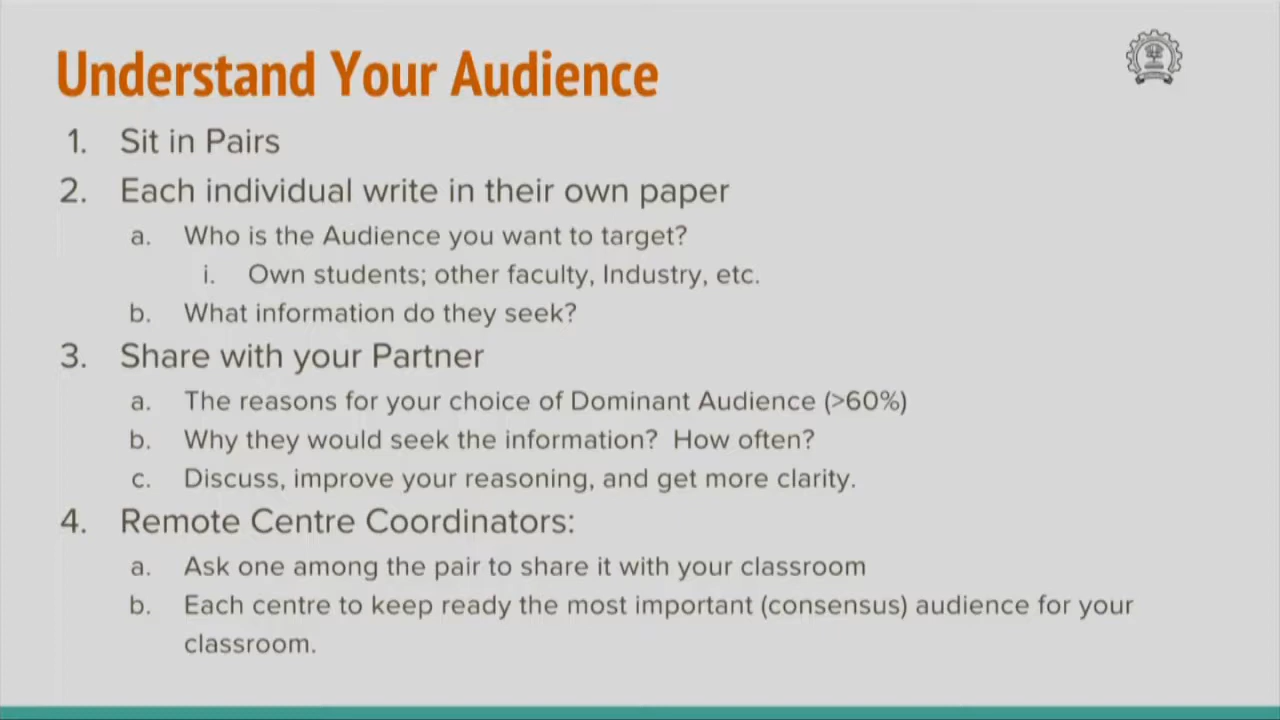 Understand Your Audience
1. Sit in Pairs
2. Each individual write in their own paper
a. Who is the Audience you want to target?
i. Own students; other faculty, Industry, etc.
b. What information do they seek?
3. Share with your Partner
a. The reasons for your choice of Dominant Audience (>60%)
b. Why they would seek the information? How often?
c. Discuss, improve your reasoning, and get more clarity.
4. Remote Centre Coordinators:
a. Ask one among the pair to share it with your classroom
b. Each centre to keep ready the most important (consensus) audience for your
classroom.